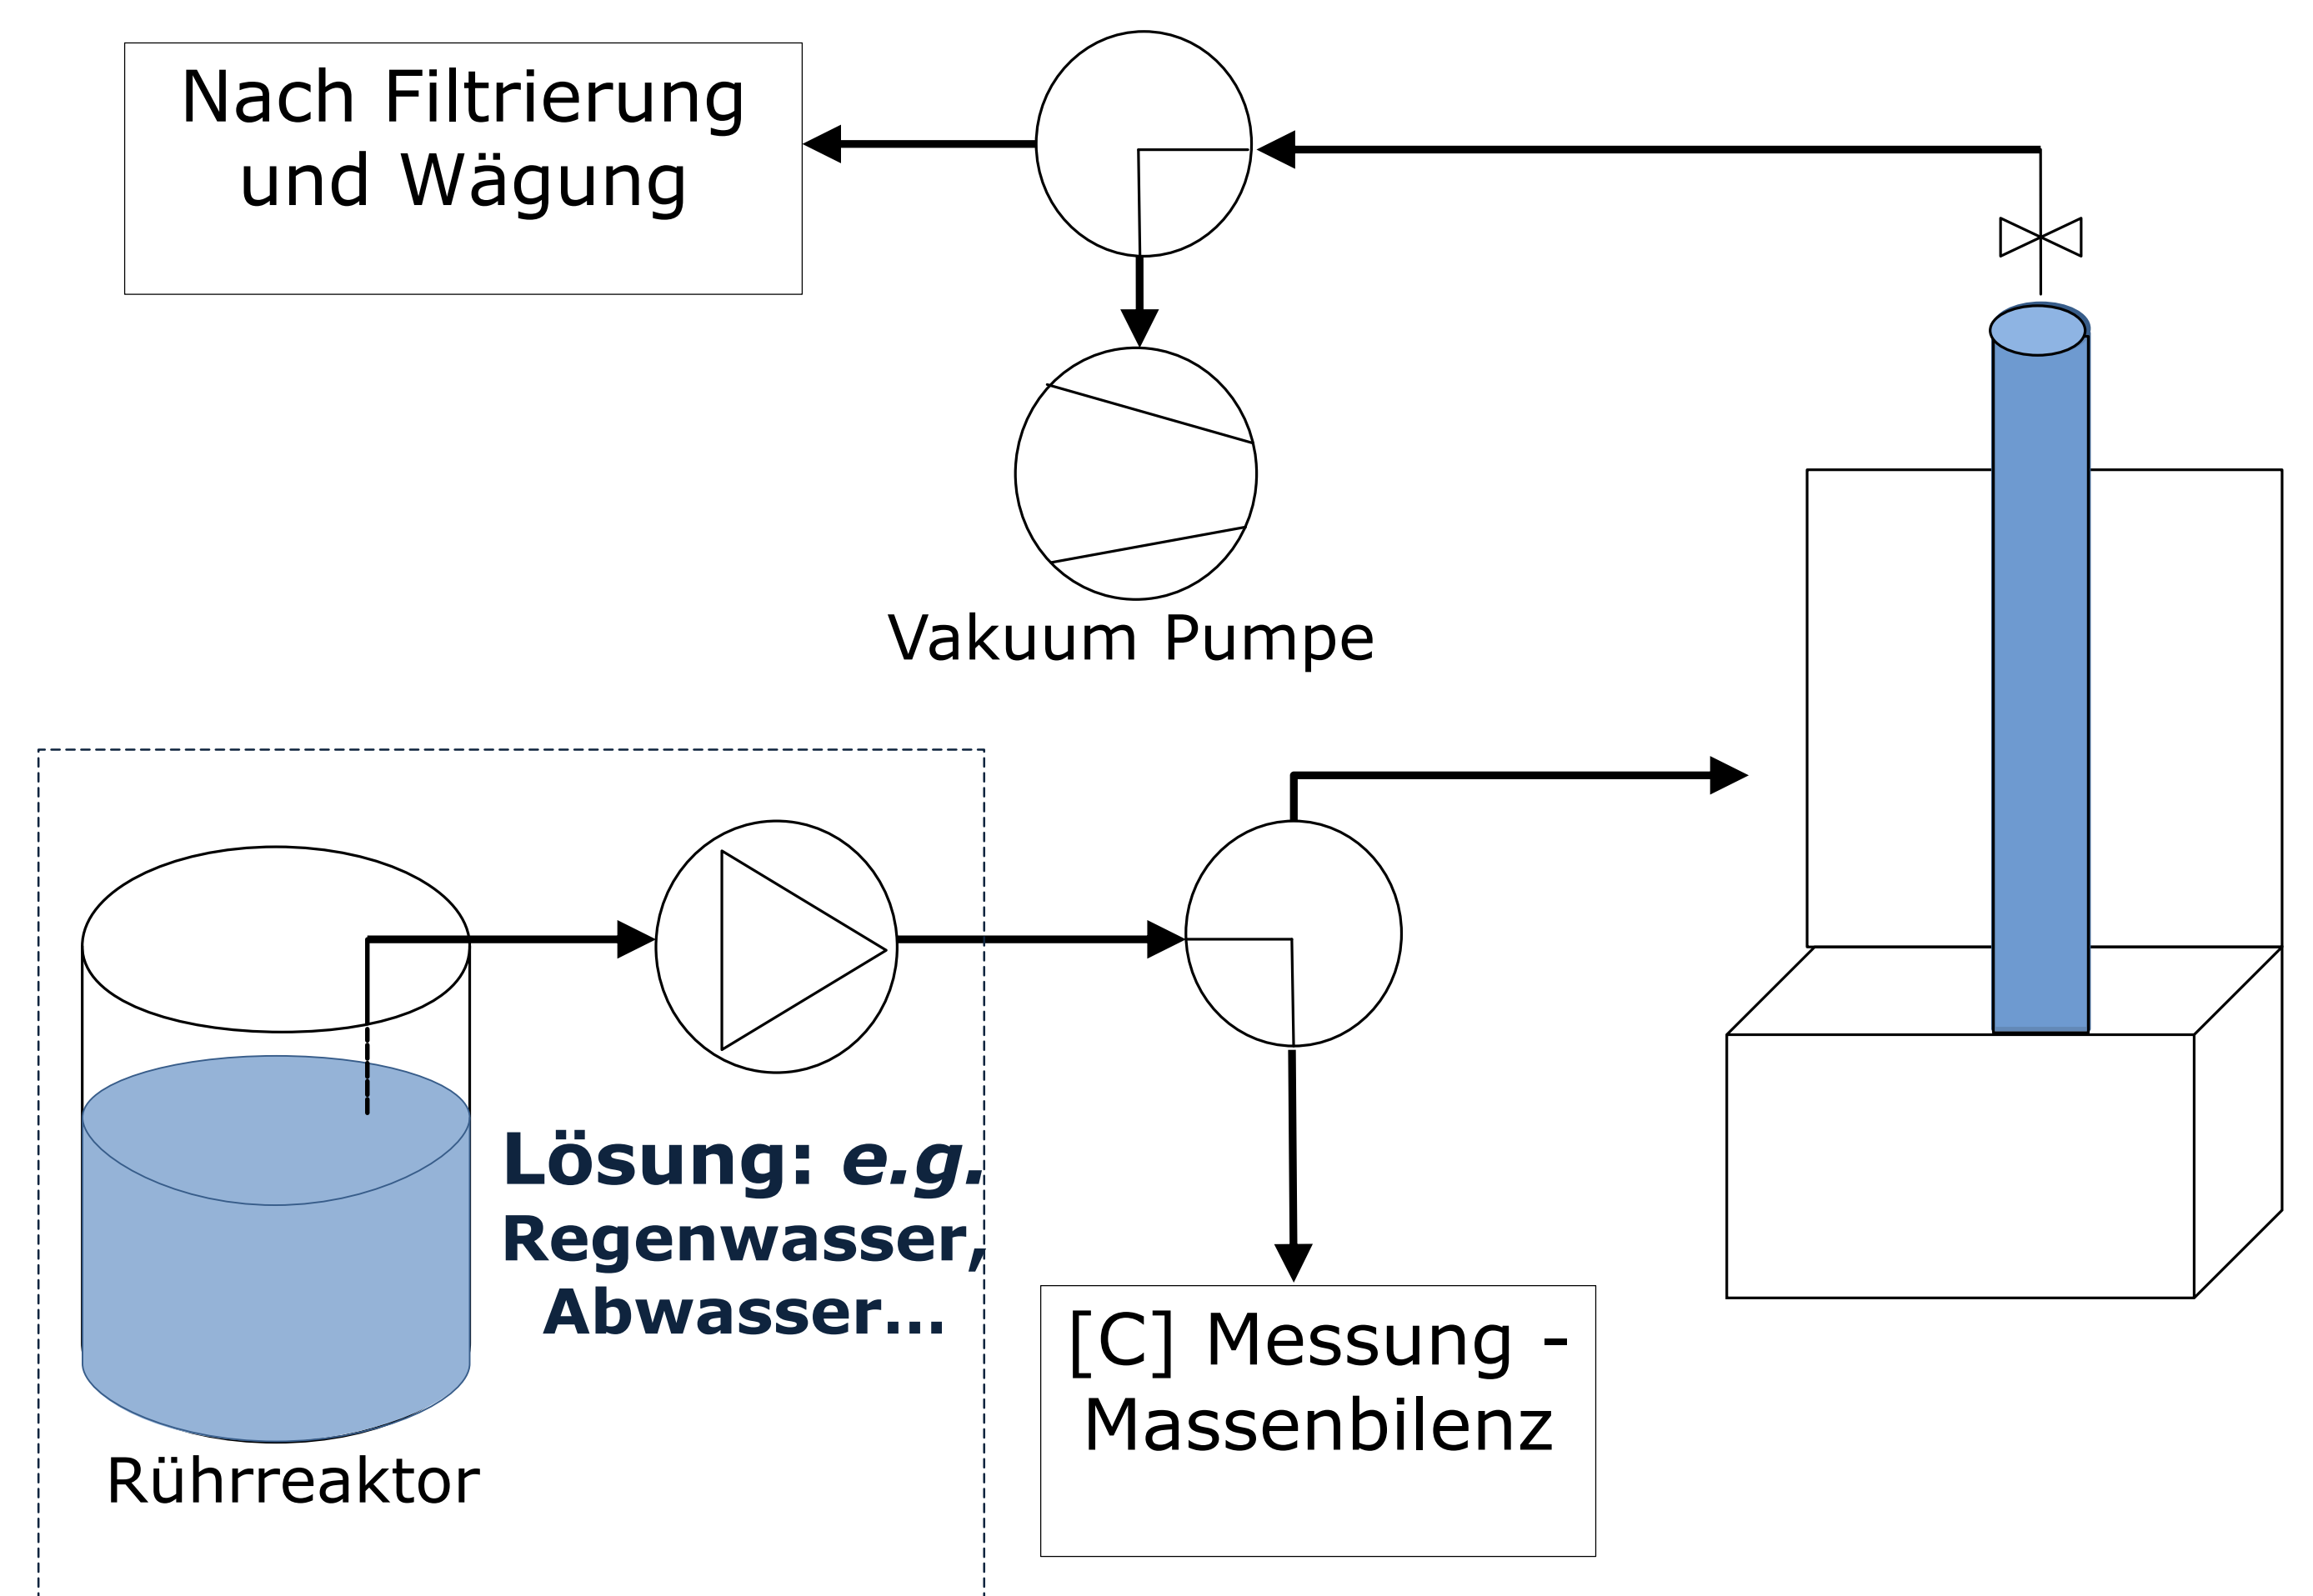 Nach Filtrierung
und Wägung
Vakuum Pumpe
Lösung: e.g.
Regenwasser,
Abwasser...
Rührreaktor
[C] Messung -
Massenbilenz